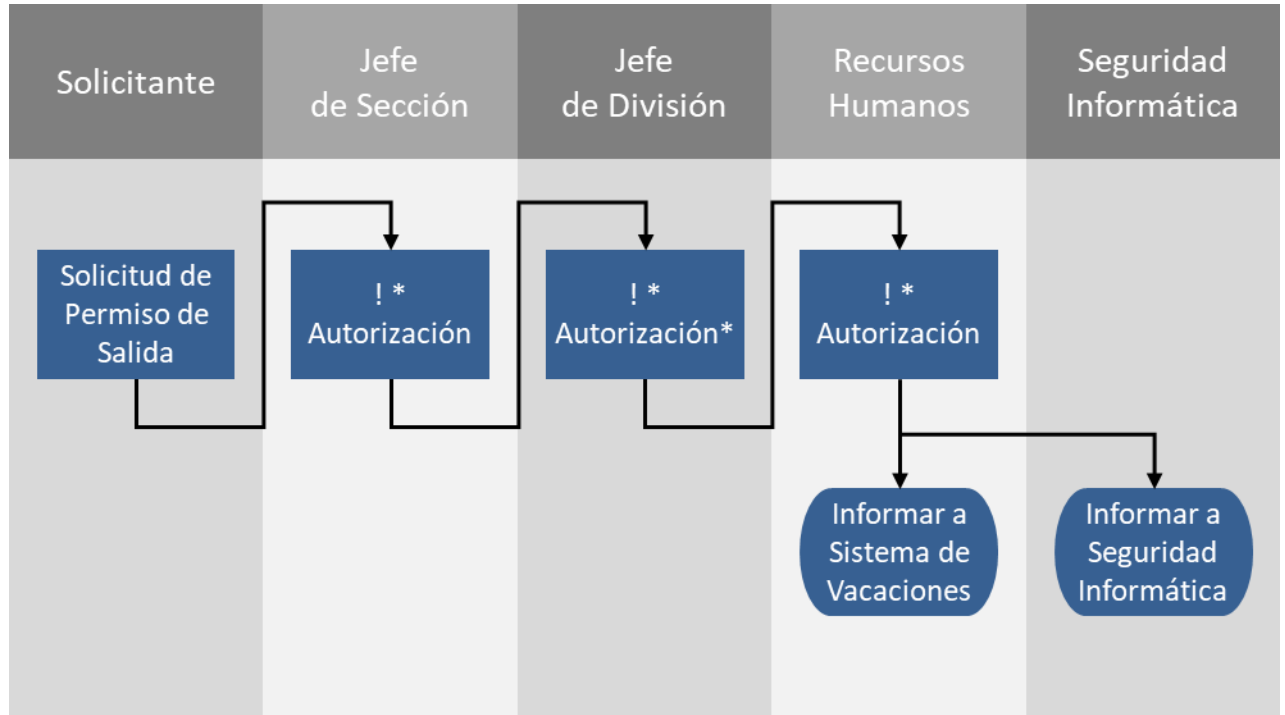 Solicitante
Jefe
de Sección
Jefe
de División
Recursos
Humanos
Seguridad
Informática
Solicitud de
Permiso de
Salida
! *
Autorización
! *
Autorización*
! *
Autorización
Informar a
Sistema de
Vacaciones
Informar a
Seguridad
Informática